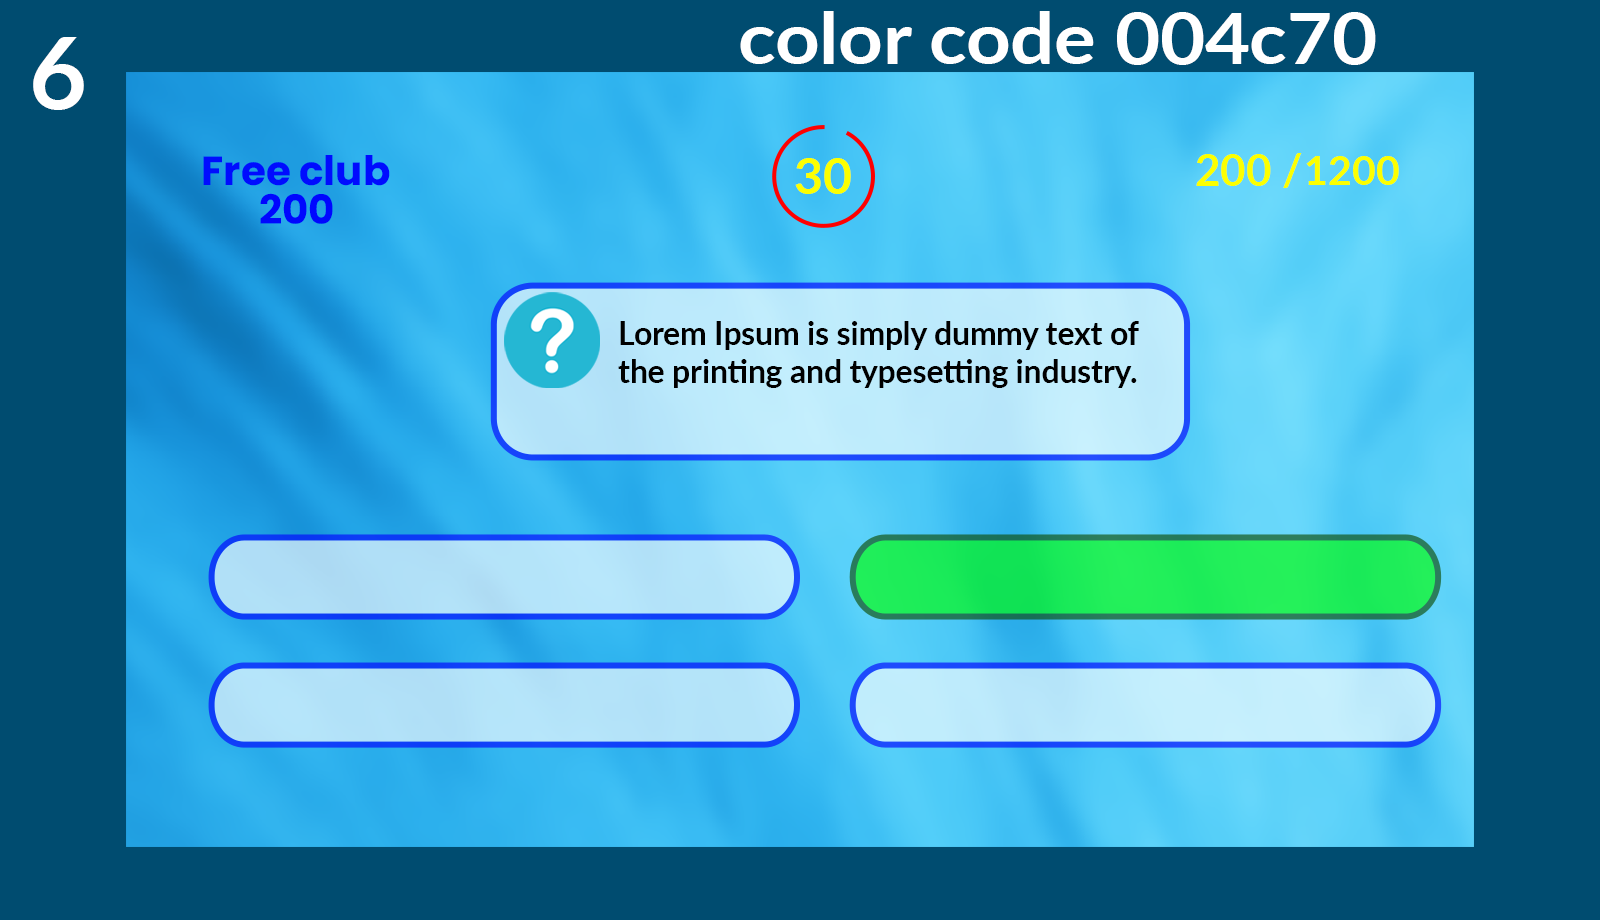 6
color code 004c70
Free club
200
30
200 /1200
?
Lorem Ipsum is simply dummy text of
the printing and typesetting industry.